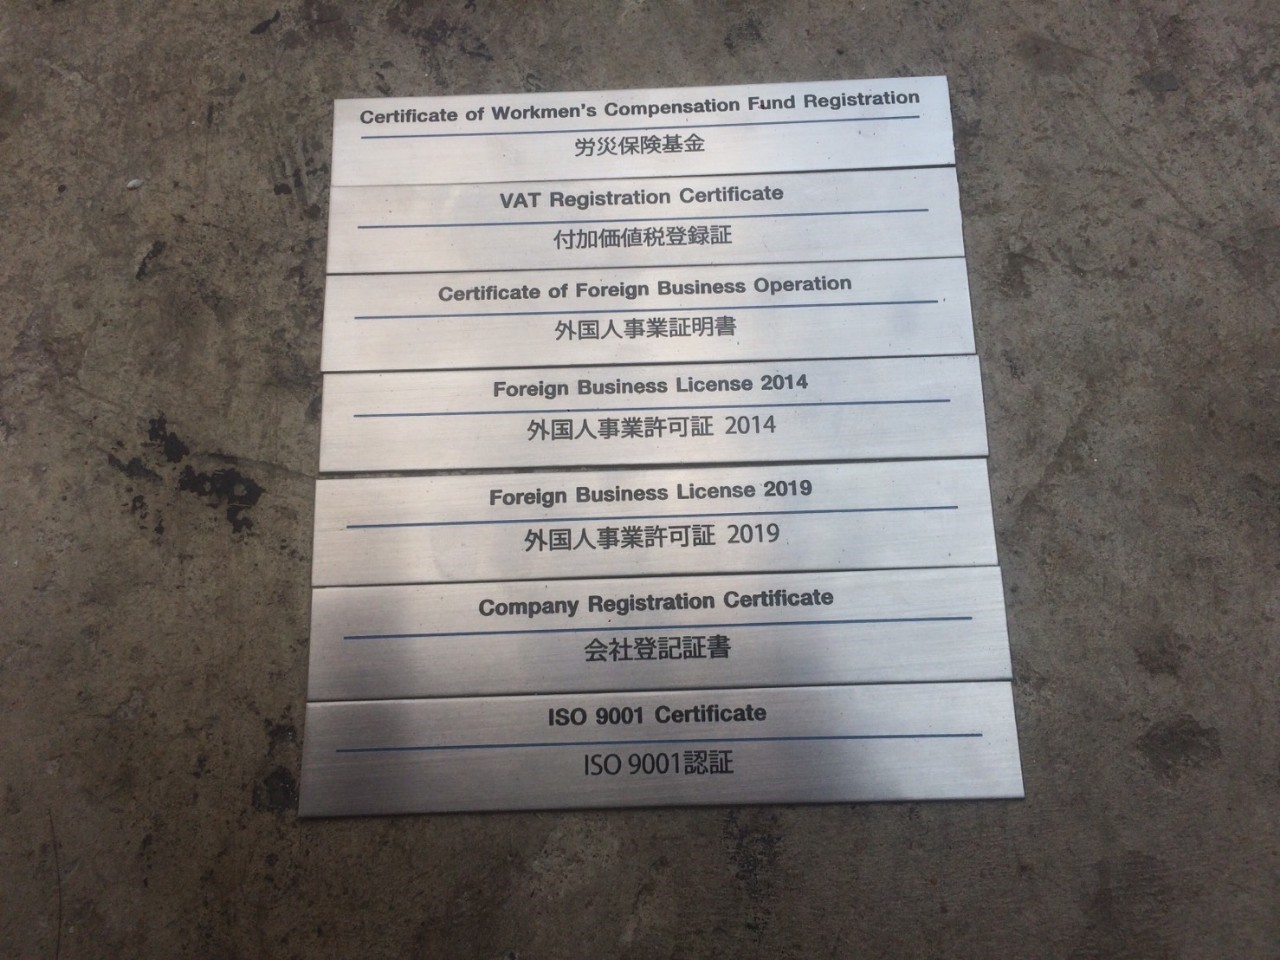 Certificate of Workmen's Compensation Fund Registration
労災保険基金
VAT Registration Certificate
付加価値税登録証
Certificate of Foreign Business Operation
外国人事業証明書
Foreign Business License 2014
外国人事業許可証 2014
Foreign Business License 2019
外国人事業許可証 2019
Company Registration Certificate
会社登記証書
ISO 9001 Certificate
ISO 9001認証